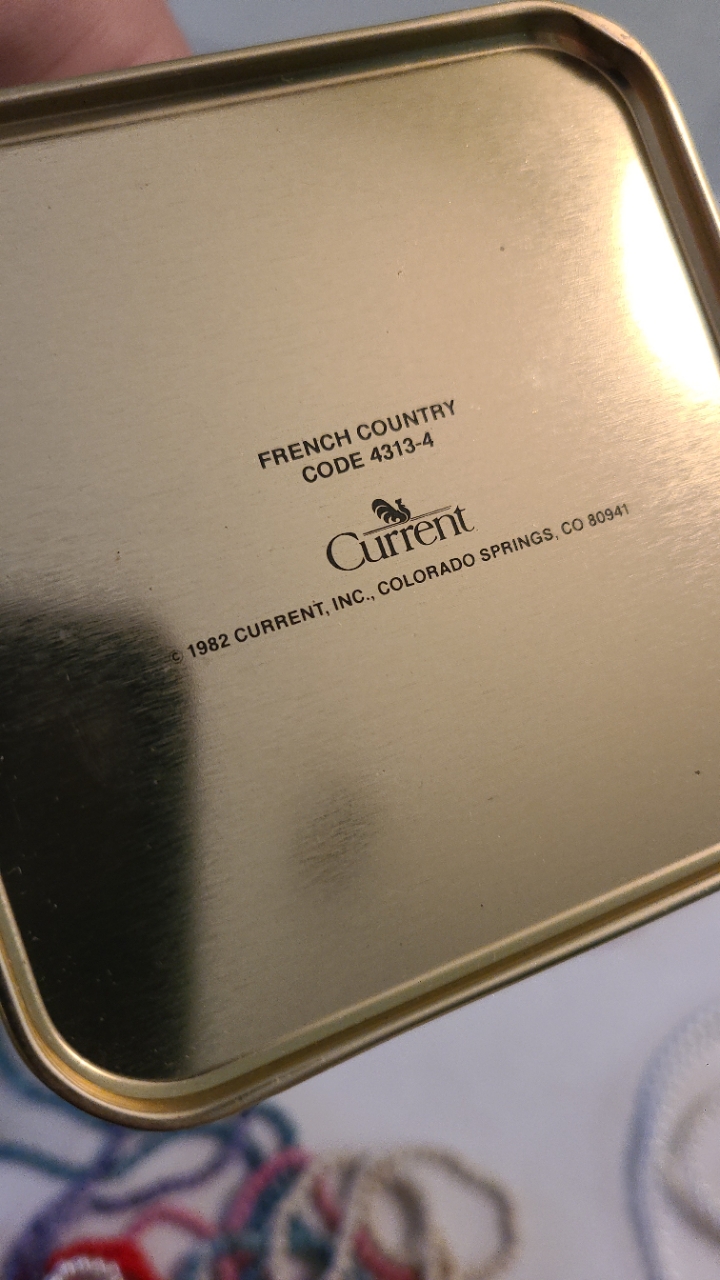 FRENCH COUNTRY
CODE 4313-4
Current
© 1982 CURRENT, INC., COLORADO SPRINGS, CO 80941